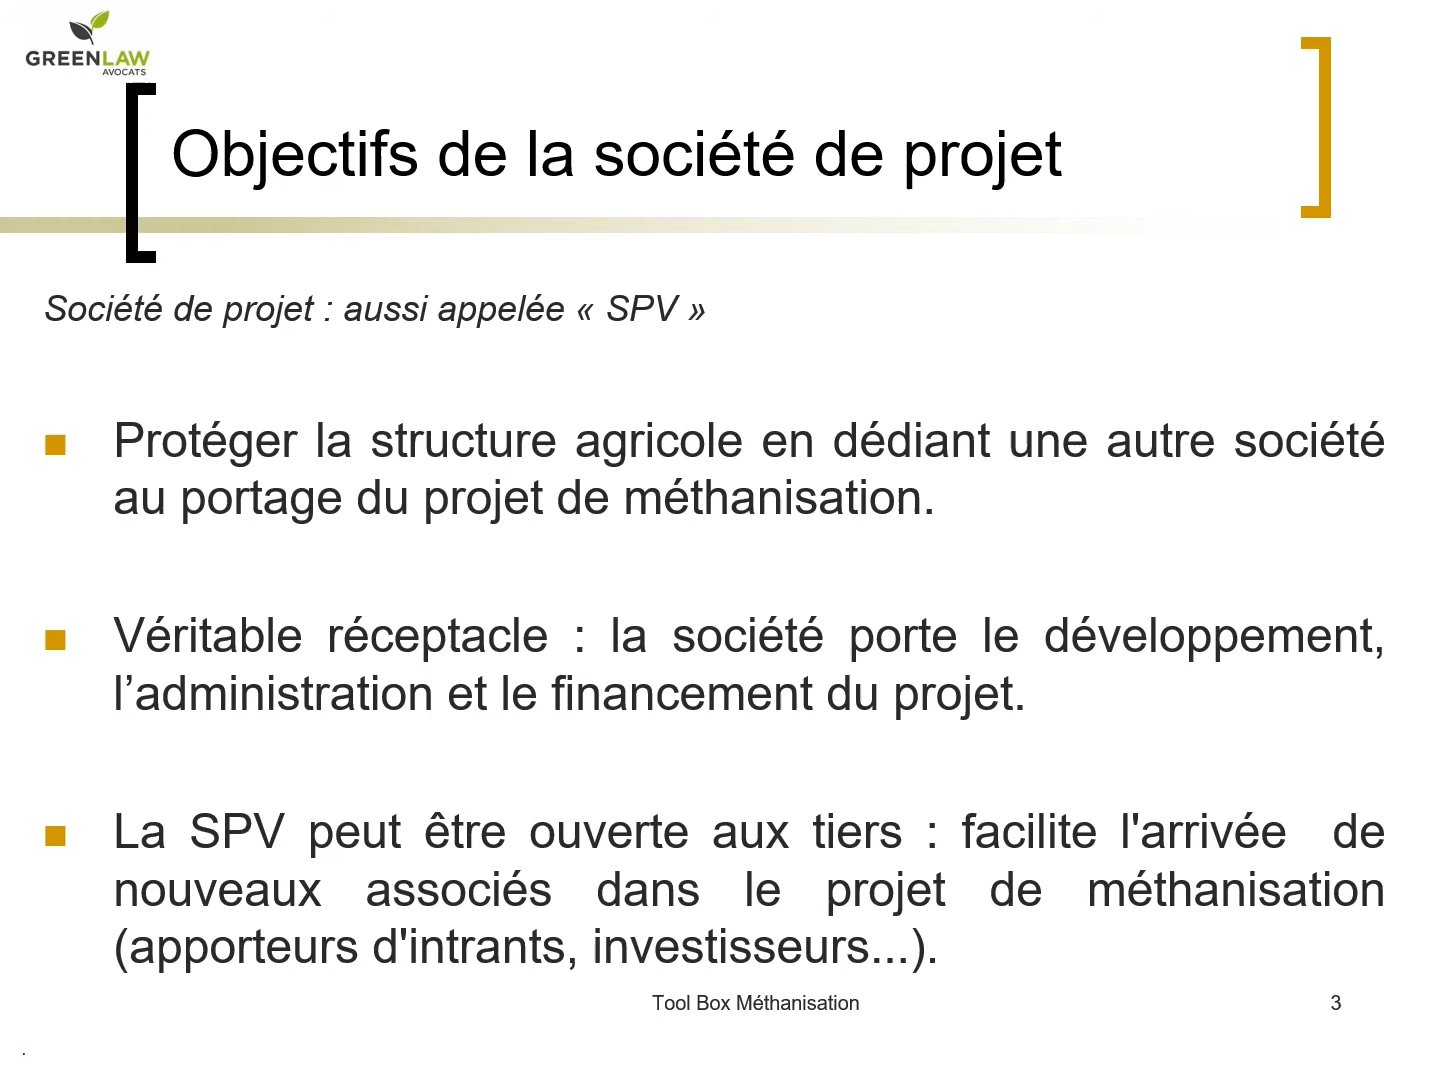 GREENLAW
AVOCATS
Objectifs de la société de projet
Société de projet : aussi appelée « SPV »
■ Protéger la structure agricole en dédiant une autre société
au portage du projet de méthanisation.
■ Véritable réceptacle : la société porte le développement,
l’administration et le financement du projet.
■ La SPV peut être ouverte aux tiers : facilite l'arrivée de
nouveaux associés dans le projet de méthanisation
(apporteurs d'intrants, investisseurs...).
Tool Box Méthanisation
3
.